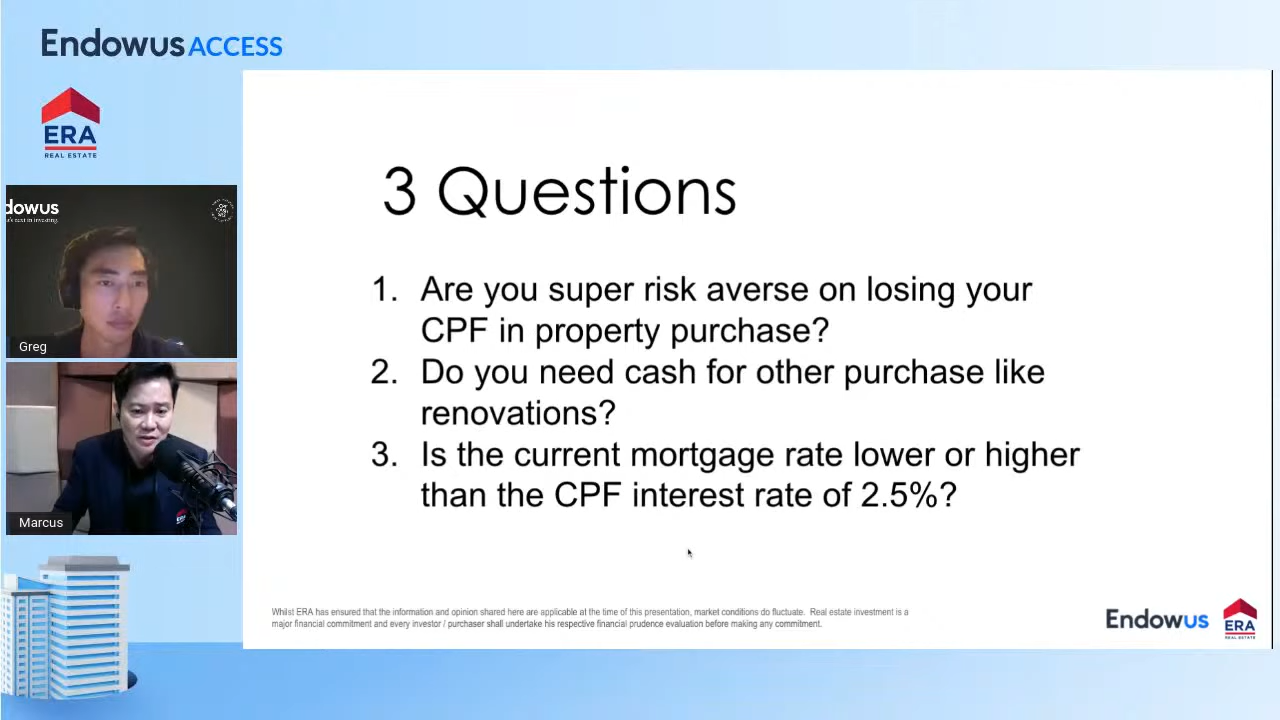 Endowus ACCESS
ERA
REAL ESTATE
dowus
Greg
Marcus
3 Questions
1. Are you super risk averse on losing your
CPF in property purchase?
2. Do you need cash for other purchase like
renovations?
3. Is the current mortgage rate lower or higher
than the CPF interest rate of 2.5%?
Whilst ERA has ensured that the information and opinion shared here are applicable at the time of this presentation, market conditions do fluctuate. Real estate investment is a
major financial commitment and every investor / purchaser shall undertake his respective financial prudence evaluation before making any commitment.
Endowus
ERA
REAL ESTATE